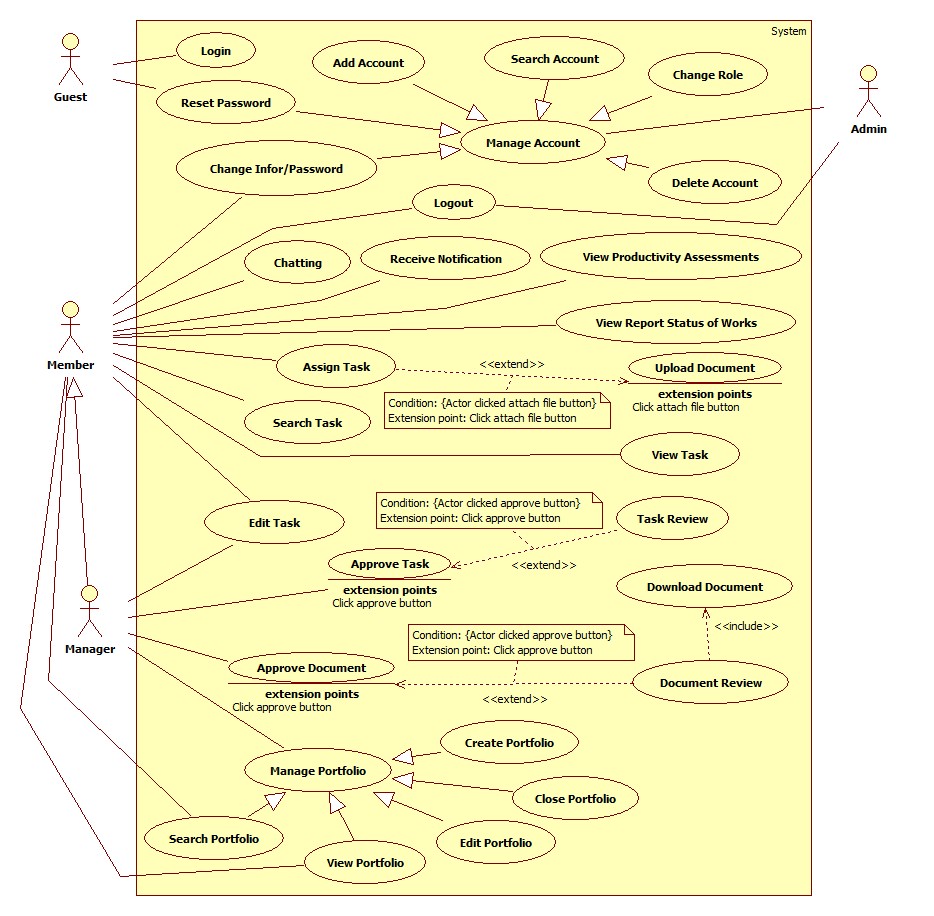 System
Login
Add Account
Search Account
Change Role
Guest
Reset Password
Admin
Manage Account
Change Infor/Password
Delete Account
Logout
Chatting
Receive Notification
View Productivity Assessments
View Report Status of Works
Member
Assign Task
<<extend>>
Upload Document
extension points
Click attach file button
Condition: {Actor clicked attach file button}
Extension point: Click attach file button
Search Task
View Task
Edit Task
Condition: {Actor clicked approve button}
Extension point: Click approve button
Task Review
Approve Task
<<extend>>
extension points
Click approve button
Download Document
Manager
<<include>>
Condition: {Actor clicked approve button}
Extension point: Click approve button
Approve Document
extension points
Click approve button
<<extend>>
Document Review
Create Portfolio
Manage Portfolio
Close Portfolio
Search Portfolio
Edit Portfolio
View Portfolio